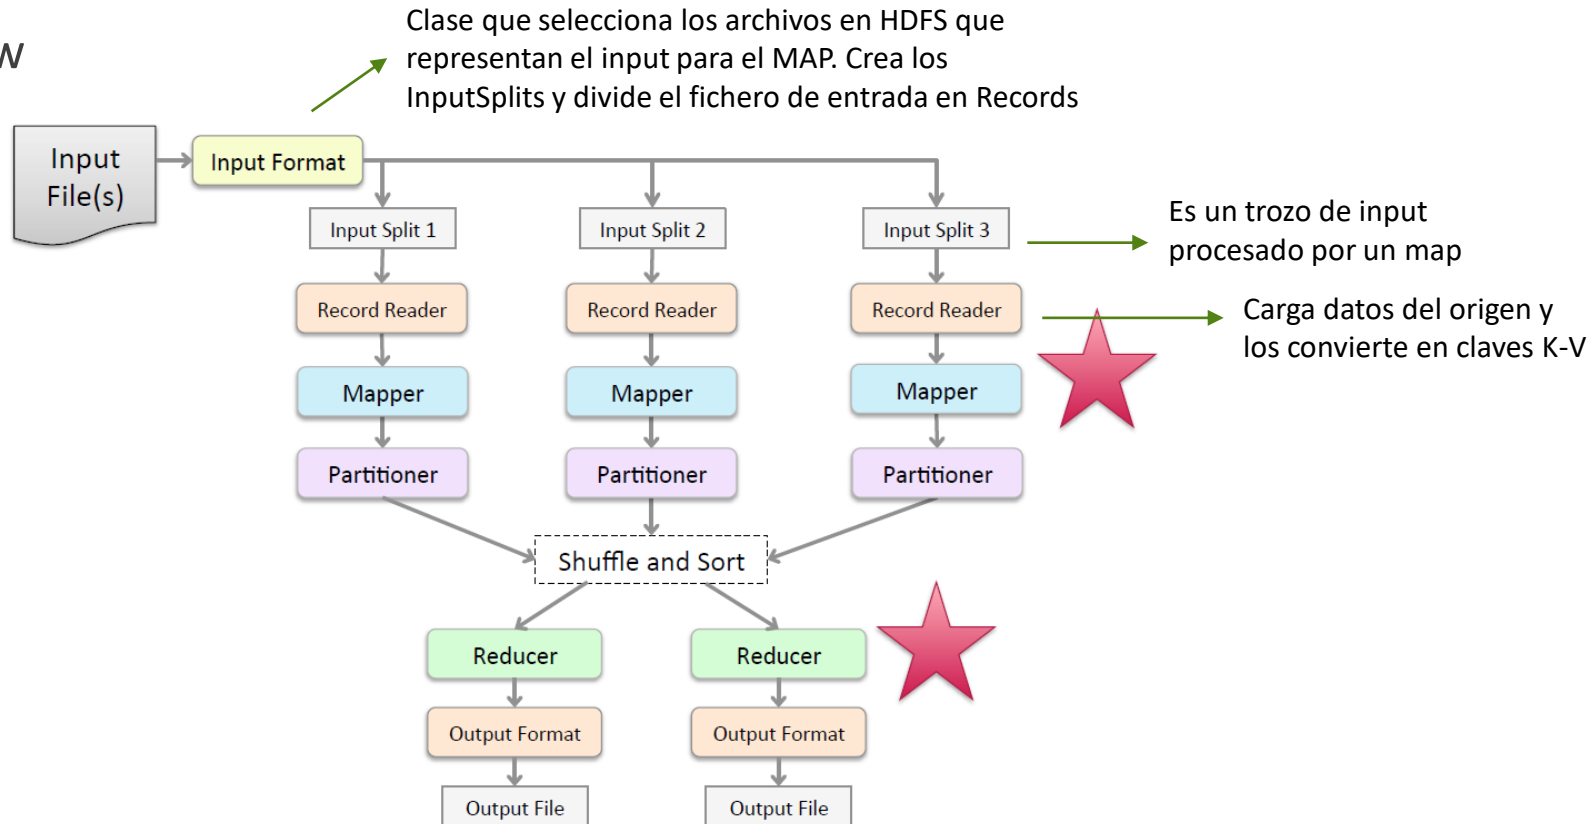 w
Clase que selecciona los archivos en HDFS que
representan el input para el MAP. Crea los
InputSplits y divide el fichero de entrada en Records
Input
File(s)
Input Format
Input Split 1
Input Split 2
Input Split 3
Es un trozo de input
procesado por un map
Record Reader
Record Reader
Record Reader
Carga datos del origen y
los convierte en claves K-V
Mapper
Mapper
Mapper
Partitioner
Partitioner
Partitioner
Shuffle and Sort
Reducer
Reducer
Output Format
Output Format
Output File
Output File